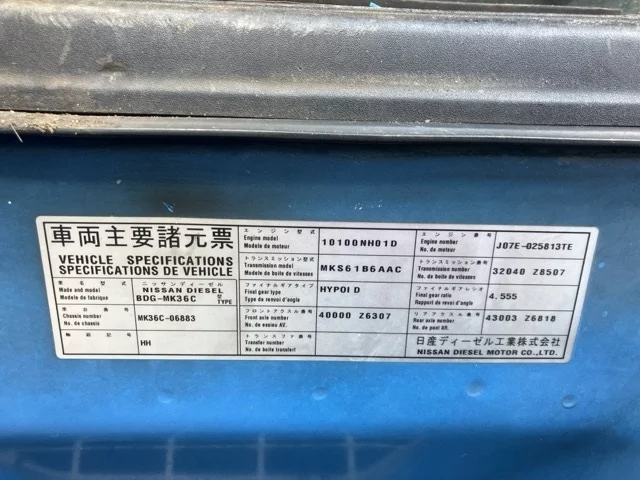 車両主要諸元票
VEHICLE SPECIFICATIONS
SPECIFICATIONS DE VEHICLE
車名型式
Made and model
Modele de fabrique
ニッサンディーゼル
NISSAN DIESEL
BDG-MK36C
型
TYPE
車台番号
Chassis number
No. de chassis
MK36C-06883
HH
エンジン型式
Engine model
Modele de moteur
10100NH01D
エンジン番号
Engine number
No. de moteur
J07E-025813TE
トランスミッション型式
Transmission model
Modele de boite de vitesses
MKS61B6AAC
トランスミッション番号
Transmission number
No. de boite de vitesses
32040 Z8507
ファイナルギアタイプ
Final gear type
Type de renvoi d'angle
HYPOID
ファイナルギア比
Final gear ratio
Rapport de renvoi d'angle
4.555
フロントアクスル番号
Front axle number
No. de essieu AV.
40000 Z6307
リアアクスル番号
Rear axle number
No. de pont AR.
43003 Z6818
トランスファ番号
Transfer number
No. de boite transferi
日産ディーゼル工業株式会社
NISSAN DIESEL MOTOR CO.,LTD.